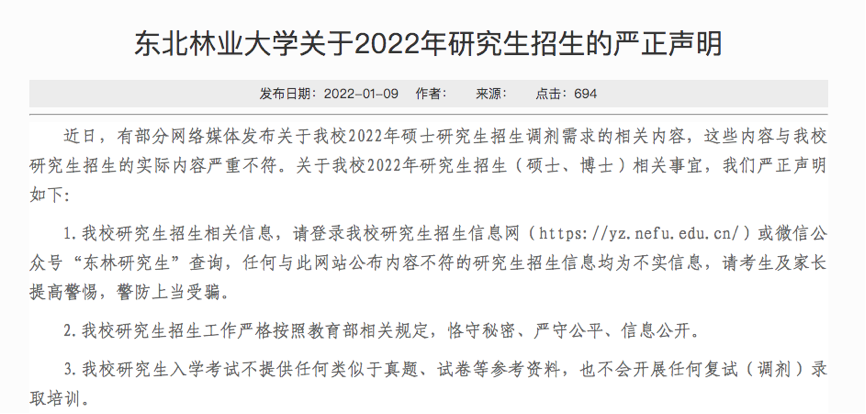 东北林业大学关于2022年研究生招生的严正声明
发布日期：2022-01-09 作者： 来源： 点击：694
近日，有部分网络媒体发布关于我校2022年硕士研究生招生调剂需求的相关内容，这些内容与我校
研究生招生的实际内容严重不符。关于我校2022年研究生招生（硕士、博士）相关事宜，我们严正声明
如下：
1.我校研究生招生相关信息，请登录我校研究生招生信息网（https://yz.nefu.edu.cn/）或微信公
众号“东林研究生”查询，任何与此网站公布内容不符的研究生招生信息均为不实信息，请考生及家长
提高警惕，警防上当受骗。
2.我校研究生招生工作严格按照教育部相关规定，恪守秘密、严守公平、信息公开。
3.我校研究生入学考试不提供任何类似于真题、试卷等参考资料，也不会开展任何复试（调剂）录
取培训。